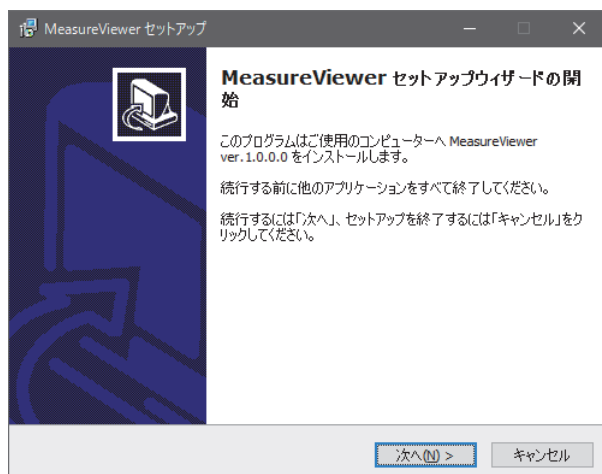 MeasureViewer セットアップ
MeasureViewer セットアップウィザードの開
始
このプログラムはご使用のコンピューターへ MeasureViewer
ver.1.0.0.0 をインストールします。
続行する前に他のアプリケーションをすべて終了してください。
続行するには「次へ」、セットアップを終了するには「キャンセル」をク
リックしてください。
次へ(N) >
キャンセル